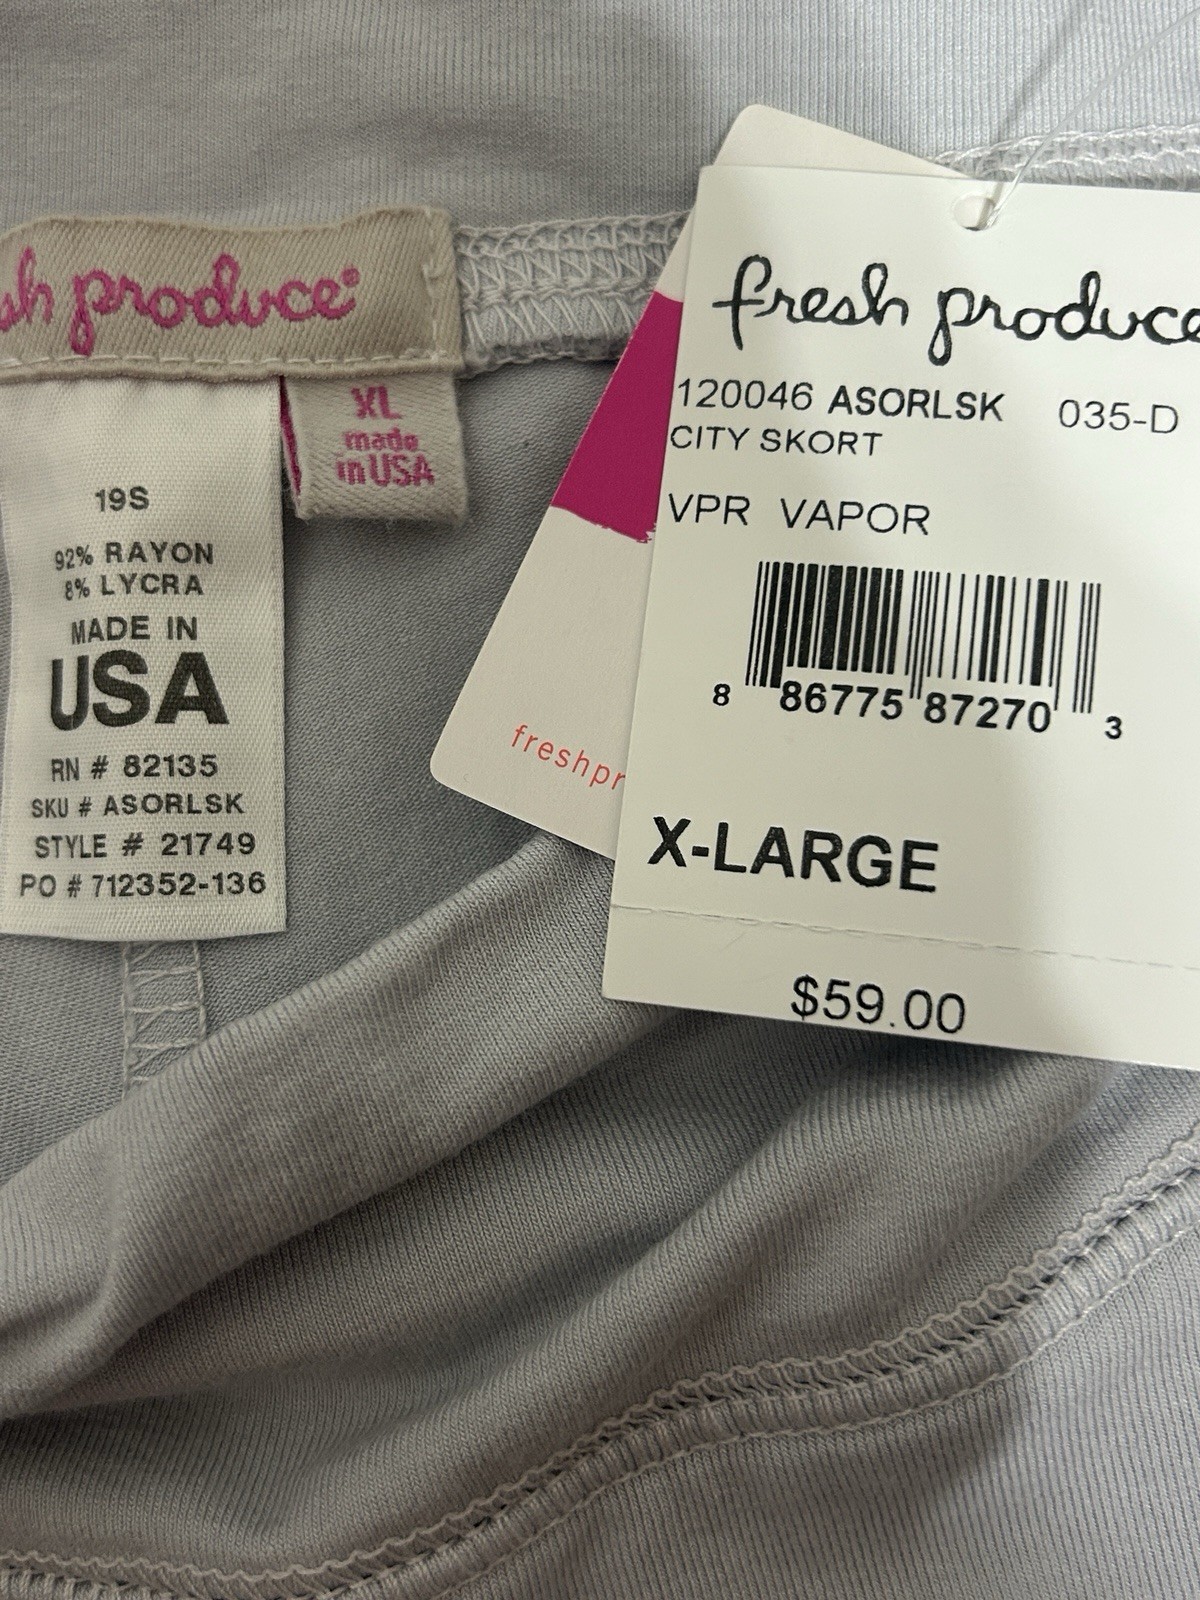 sh produce®
XL
made
in USA
19S
92% RAYON
8% LYCRA
MADE IN
USA
RN # 82135
SKU # ASORLSK
STYLE # 21749
PO # 712352-136
freshpr
fresh produce
120046 ASORLSK 035-D
CITY SKORT
VPR VAPOR
8 86775 87270 3
X-LARGE
$59.00